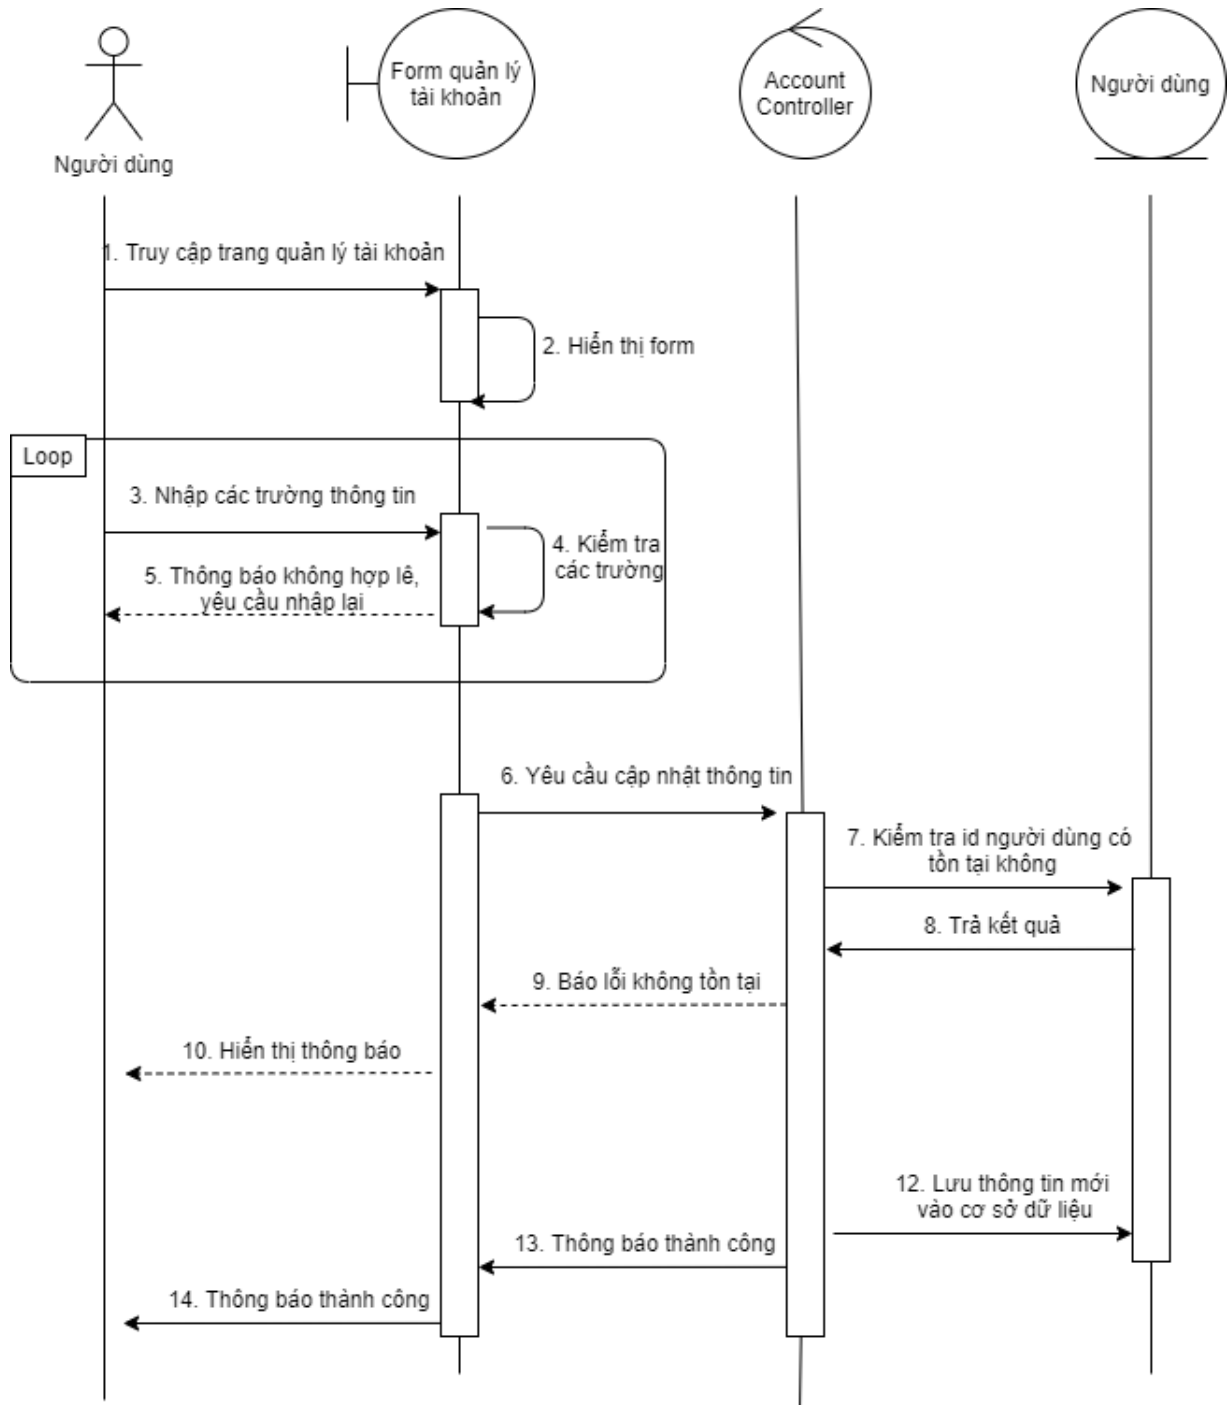 Form quản lý
tài khoản
Account
Controller
Người dùng
Người dùng
1. Truy cập trang quản lý tài khoản
2. Hiển thị form
Loop
3. Nhập các trường thông tin
4. Kiểm tra
các trường
5. Thông báo không hợp lê,
yêu cầu nhập lại
6. Yêu cầu cập nhật thông tin
7. Kiểm tra id người dùng có
tồn tại không
8. Trả kết quả
9. Báo lỗi không tồn tại
10. Hiển thị thông báo
12. Lưu thông tin mới
vào cơ sở dữ liệu
13. Thông báo thành công
14. Thông báo thành công